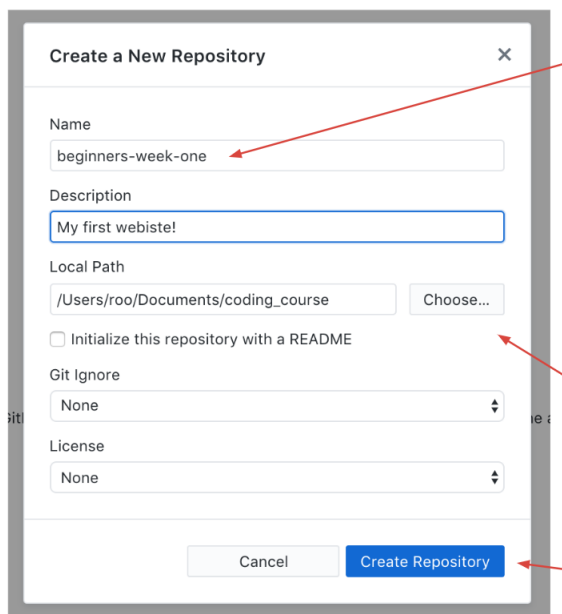 Create a New Repository
Name
beginners-week-one
Description
My first webiste!
Local Path
/Users/roo/Documents/coding_course
Choose...
Initialize this repository with a README
Git Ignore
None
License
None
Cancel
Create Repository